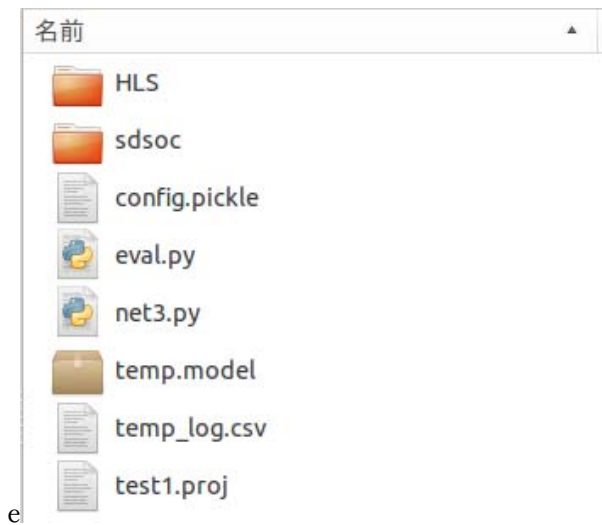 名前
HLS
sdsoc
config.pickle
eval.py
net3.py
temp.model
temp_log.csv
test1.proj
e